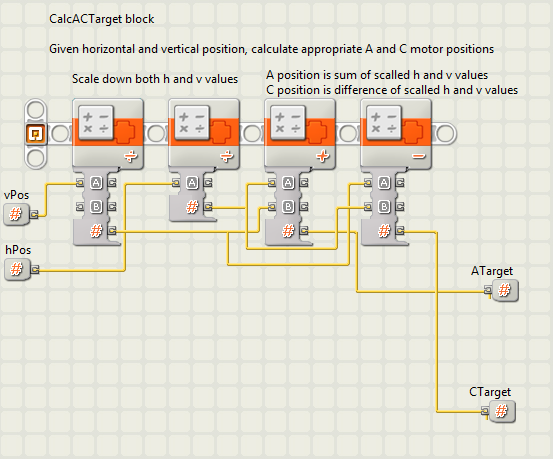 CalcACTarget block
Given horizontal and vertical position, calculate appropriate A and C motor positions
Scale down both h and v values
A position is sum of scalled h and v values
C position is difference of scalled h and v values
vPos
hPos
A
B
#
A
#
A
B
#
A
B
#
#
#
ATarget
#
CTarget
#